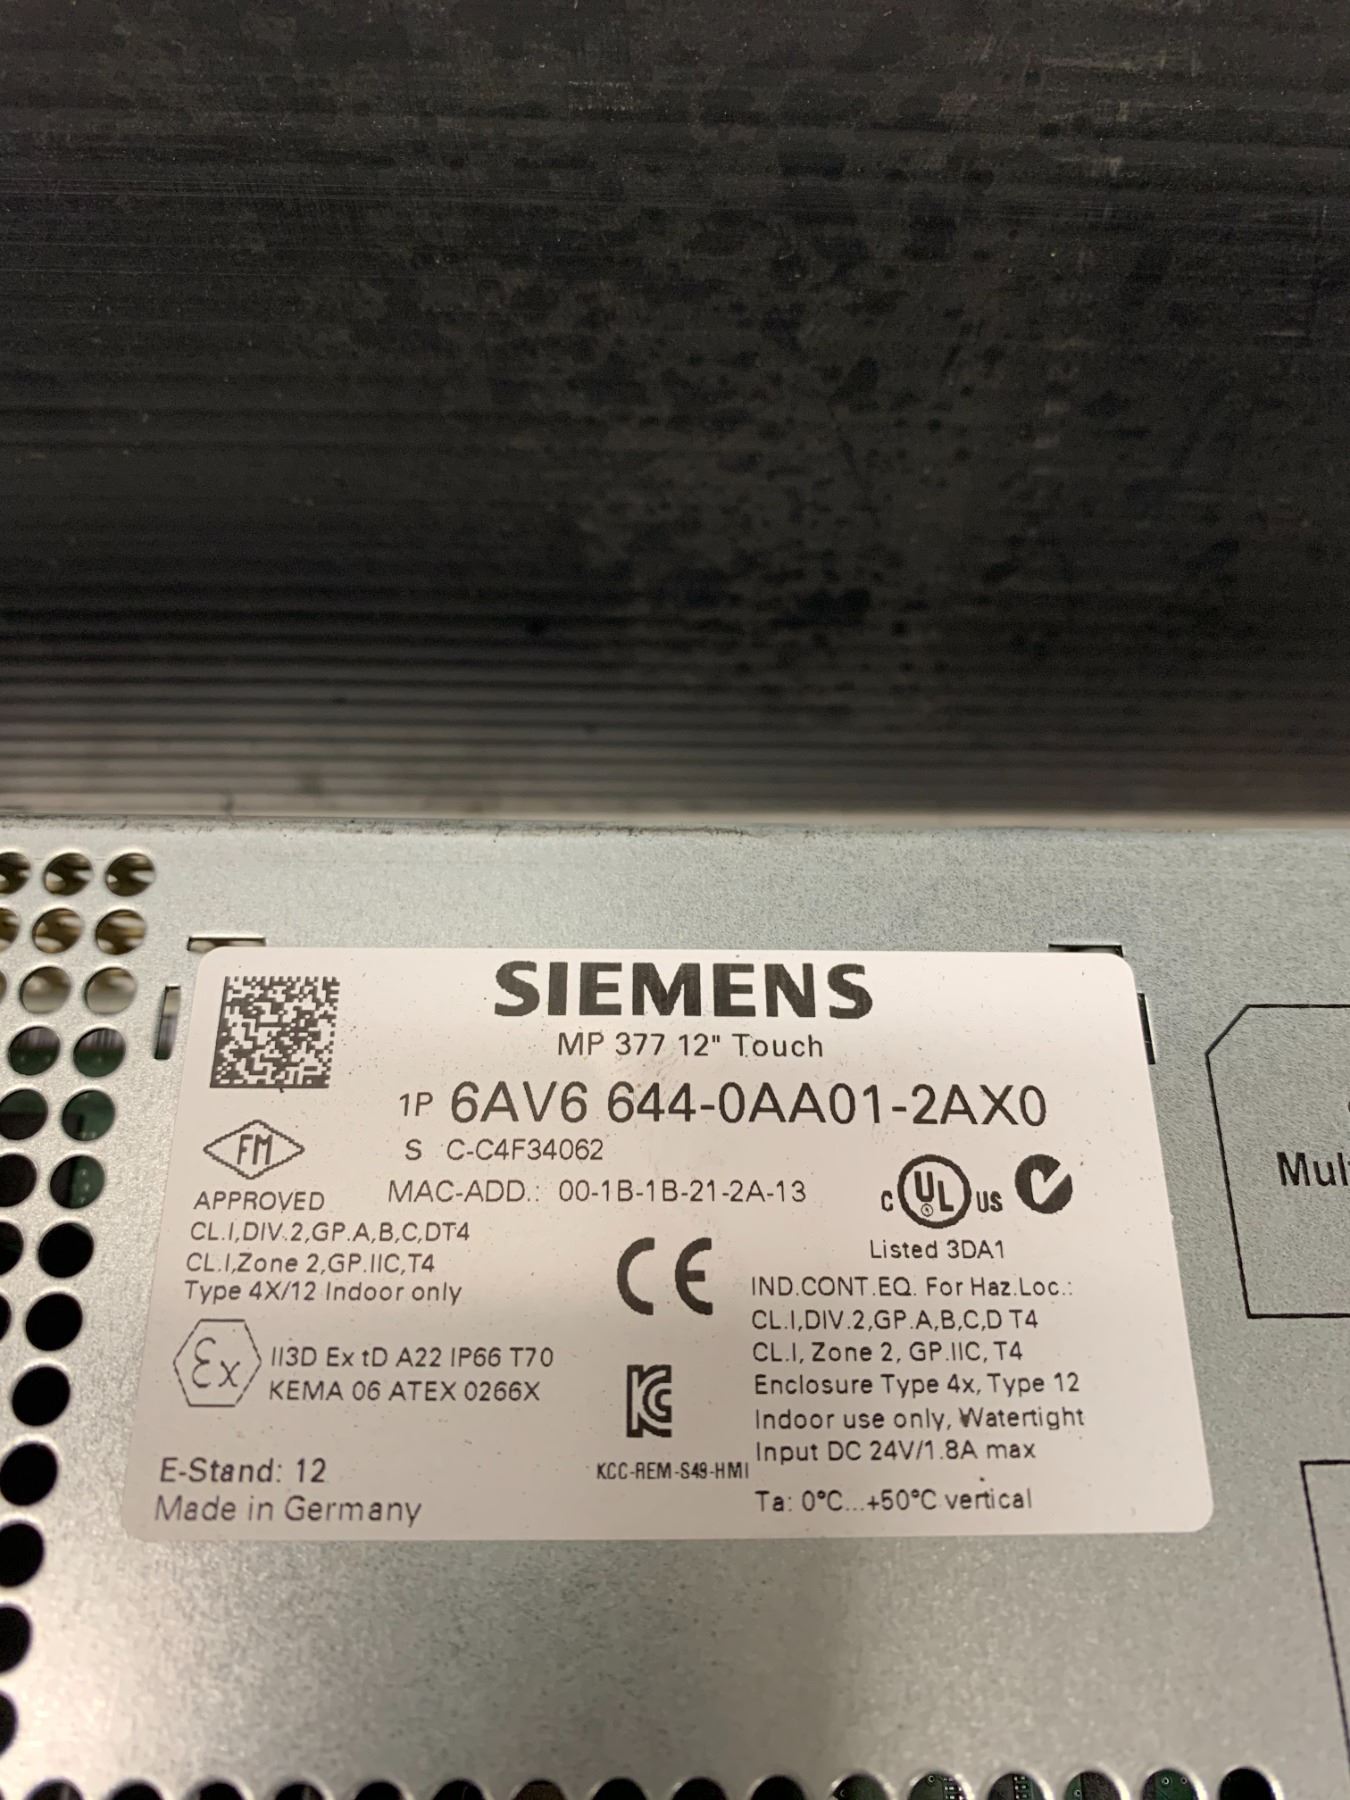 SIEMENS
MP 377 12" Touch
1P 6AV6 644-0AA01-2AX0
S C-C4F34062
MAC-ADD.: 00-1B-1B-21-2A-13
FM
APPROVED
CL.I,DIV.2,GP.A,B,C,DT4
CL.I,Zone 2,GP.IIC,T4
Type 4X/12 Indoor only
Ex
II3D Ex tD A22 IP66 T70
KEMA 06 ATEX 0266X
E-Stand: 12
Made in Germany
CE
KC
KCC-REM-S49-HMI
C UL US
Listed 3DA1
IND.CONT.EQ. For Haz.Loc.:
CL.I,DIV.2,GP.A,B,C,D T4
CL.I, Zone 2, GP.IIC, T4
Enclosure Type 4x, Type 12
Indoor use only, Watertight
Input DC 24V/1.8A max
Ta: 0°C...+50°C vertical